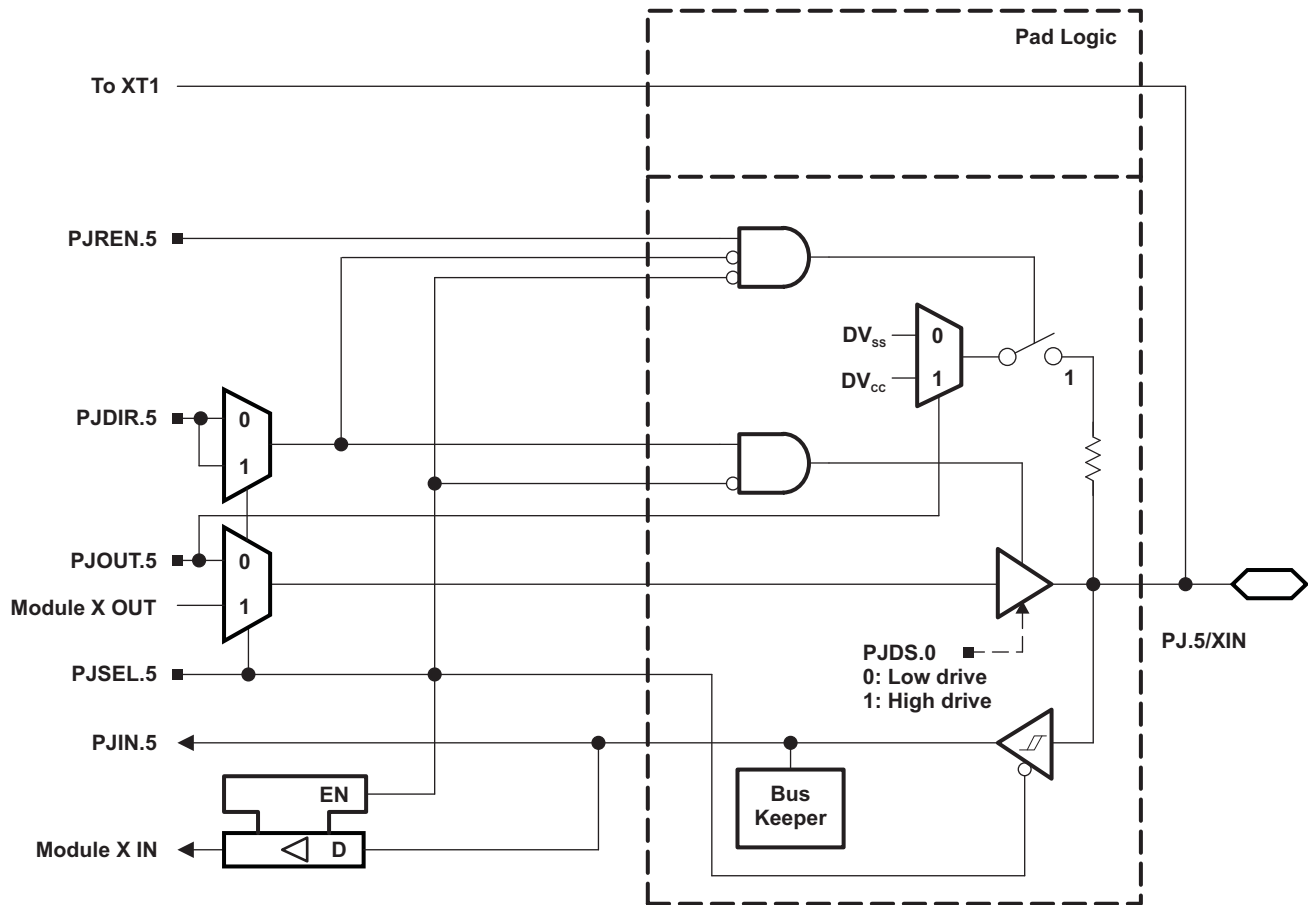 Pad Logic
To XT1
PJREN.5
DVSS
0
DVCC
1
1
PJDIR.5
0
1
PJOUT.5
0
Module X OUT
1
PJDS.0
0: Low drive
1: High drive
PJ.5/XIN
PJSEL.5
PJIN.5
EN
Bus
Keeper
Module X IN
D